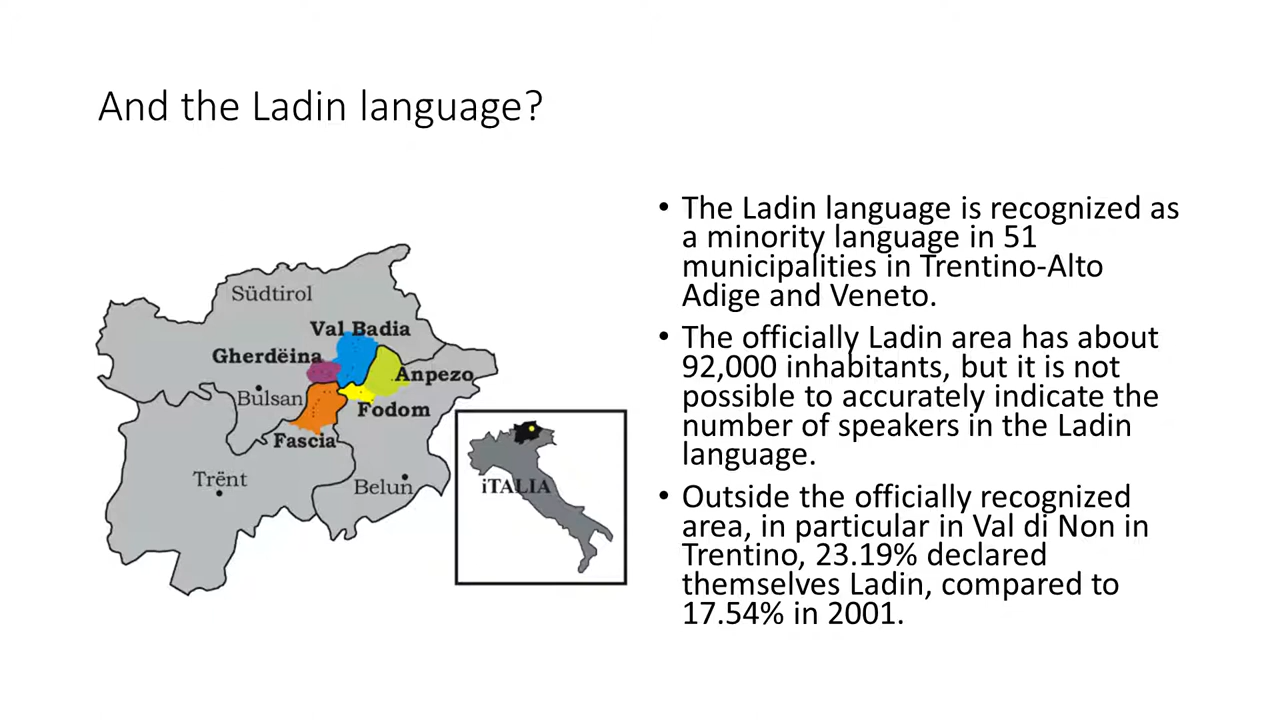 And the Ladin language?
Südtirol
Val Badia
Gherdëina
Anpezo
Bulsan
Fodom
Fascia
Trënt
Belun
iTALIA
• The Ladin language is recognized as
a minority language in 51
municipalities in Trentino-Alto
Adige and Veneto.
• The officially Ladin area has about
92,000 inhabitants, but it is not
possible to accurately indicate the
number of speakers in the Ladin
language.
• Outside the officially recognized
area, in particular in Val di Non in
Trentino, 23.19% declared
themselves Ladin, compared to
17.54% in 2001.